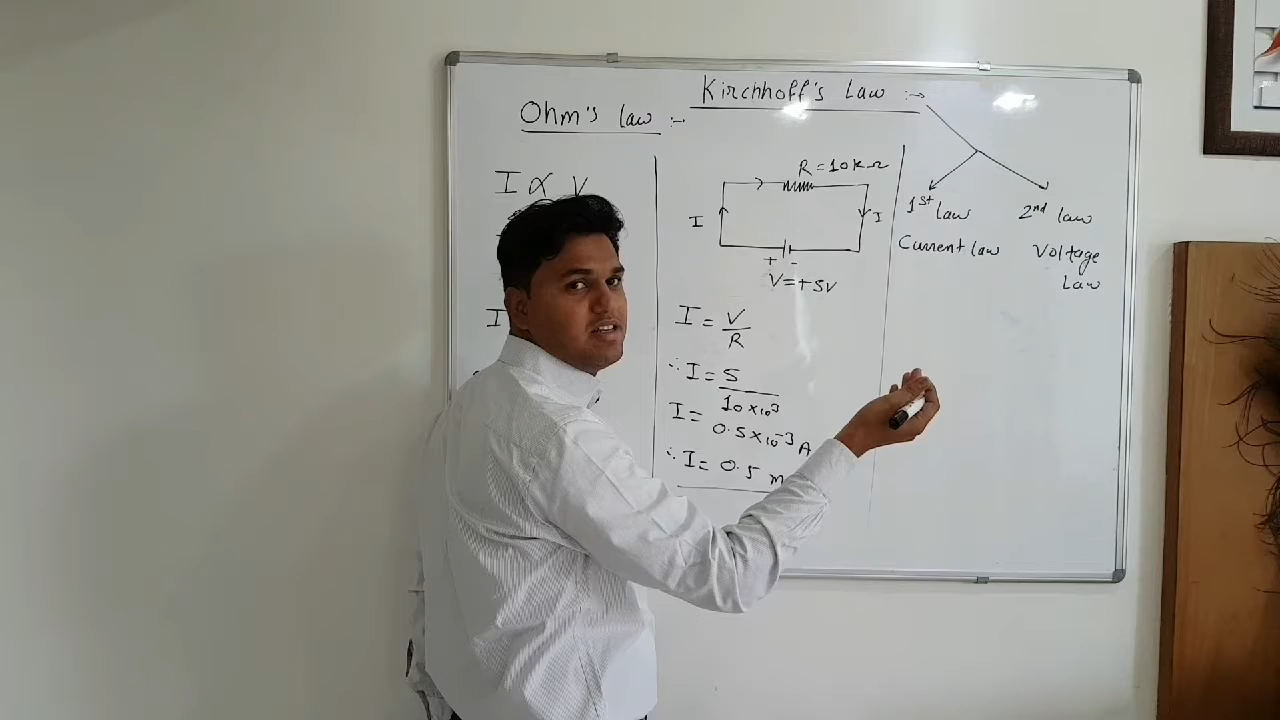 Kirchhoff's Law :→
Ohm's law :-
I ∝ V
I
R = 10kΩ
I
I
+ -
V=+5V
I = V
R
∴ I = 5
10×10³
I = 0.5×10⁻³ A
∴ I = 0.5 m
1st Law
Current law
2nd law
Voltage
Law